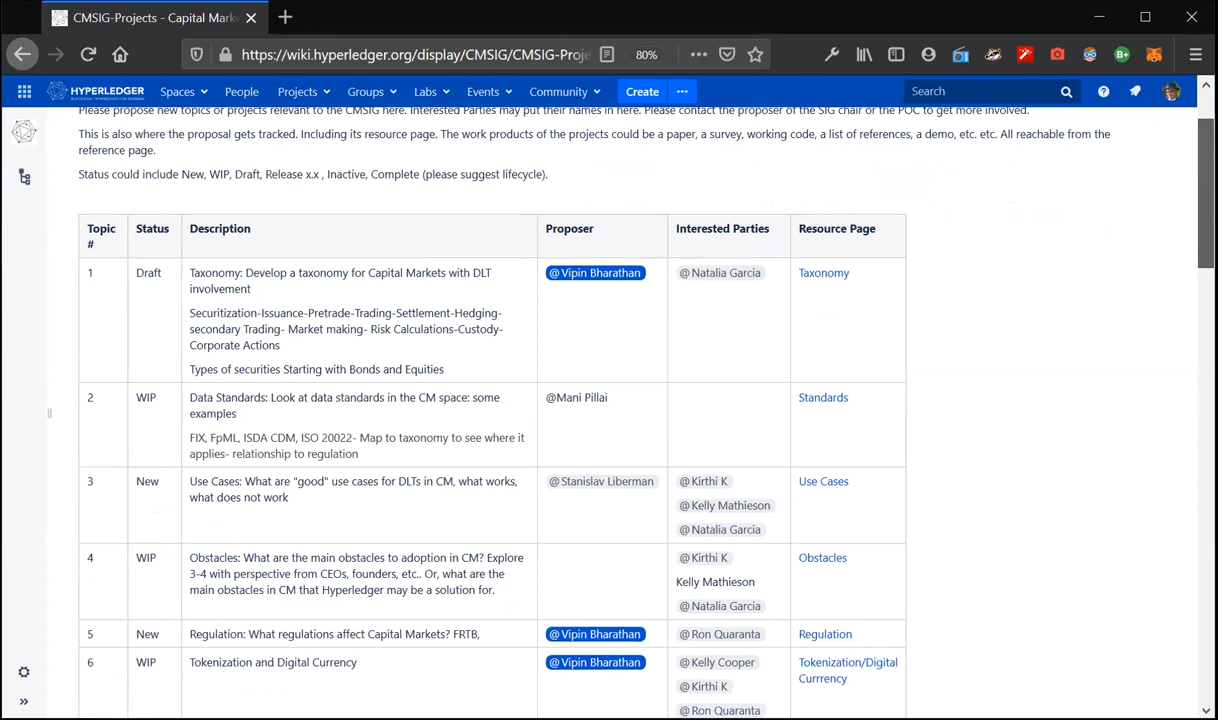 CMSIG-Projects - Capital Mark
https://wiki.hyperledger.org/display/CMSIG/CMSIG-Proje
80%
HYPERLEDGER
Spaces
People
Projects
Groups
Labs
Events
Community
Create
Search
Please propose new topics or projects relevant to the CMSIG here. Interested Parties may put their names in here. Please contact the proposer of the SIG chair or the POC to get more involved.
This is also where the proposal gets tracked. Including its resource page. The work products of the projects could be a paper, a survey, working code, a list of references, a demo, etc. etc. All reachable from the
reference page.
Status could include New, WIP, Draft, Release x.x , Inactive, Complete (please suggest lifecycle).
Topic
#
Status
Description
Proposer
Interested Parties
Resource Page
1
Draft
Taxonomy: Develop a taxonomy for Capital Markets with DLT
involvement
Securitization-Issuance-Pretrade-Trading-Settlement-Hedging-
secondary Trading- Market making- Risk Calculations-Custody-
Corporate Actions
Types of securities Starting with Bonds and Equities
@Vipin Bharathan
@Natalia Garcia
Taxonomy
2
WIP
Data Standards: Look at data standards in the CM space: some
examples
FIX, FpML, ISDA CDM, ISO 20022- Map to taxonomy to see where it
applies- relationship to regulation
@Mani Pillai
Standards
3
New
Use Cases: What are "good" use cases for DLTs in CM, what works,
what does not work
@Stanislav Liberman
@Kirthi K
@Kelly Mathieson
@Natalia Garcia
Use Cases
4
WIP
Obstacles: What are the main obstacles to adoption in CM? Explore
3-4 with perspective from CEOs, founders, etc.. Or, what are the
main obstacles in CM that Hyperledger may be a solution for.
@Kirthi K
Kelly Mathieson
@Natalia Garcia
Obstacles
5
New
Regulation: What regulations affect Capital Markets? FRTB,
@Vipin Bharathan
@Ron Quaranta
Regulation
6
WIP
Tokenization and Digital Currency
@Vipin Bharathan
@Kelly Cooper
@Kirthi K
@Ron Quaranta
Tokenization/Digital
Currrency